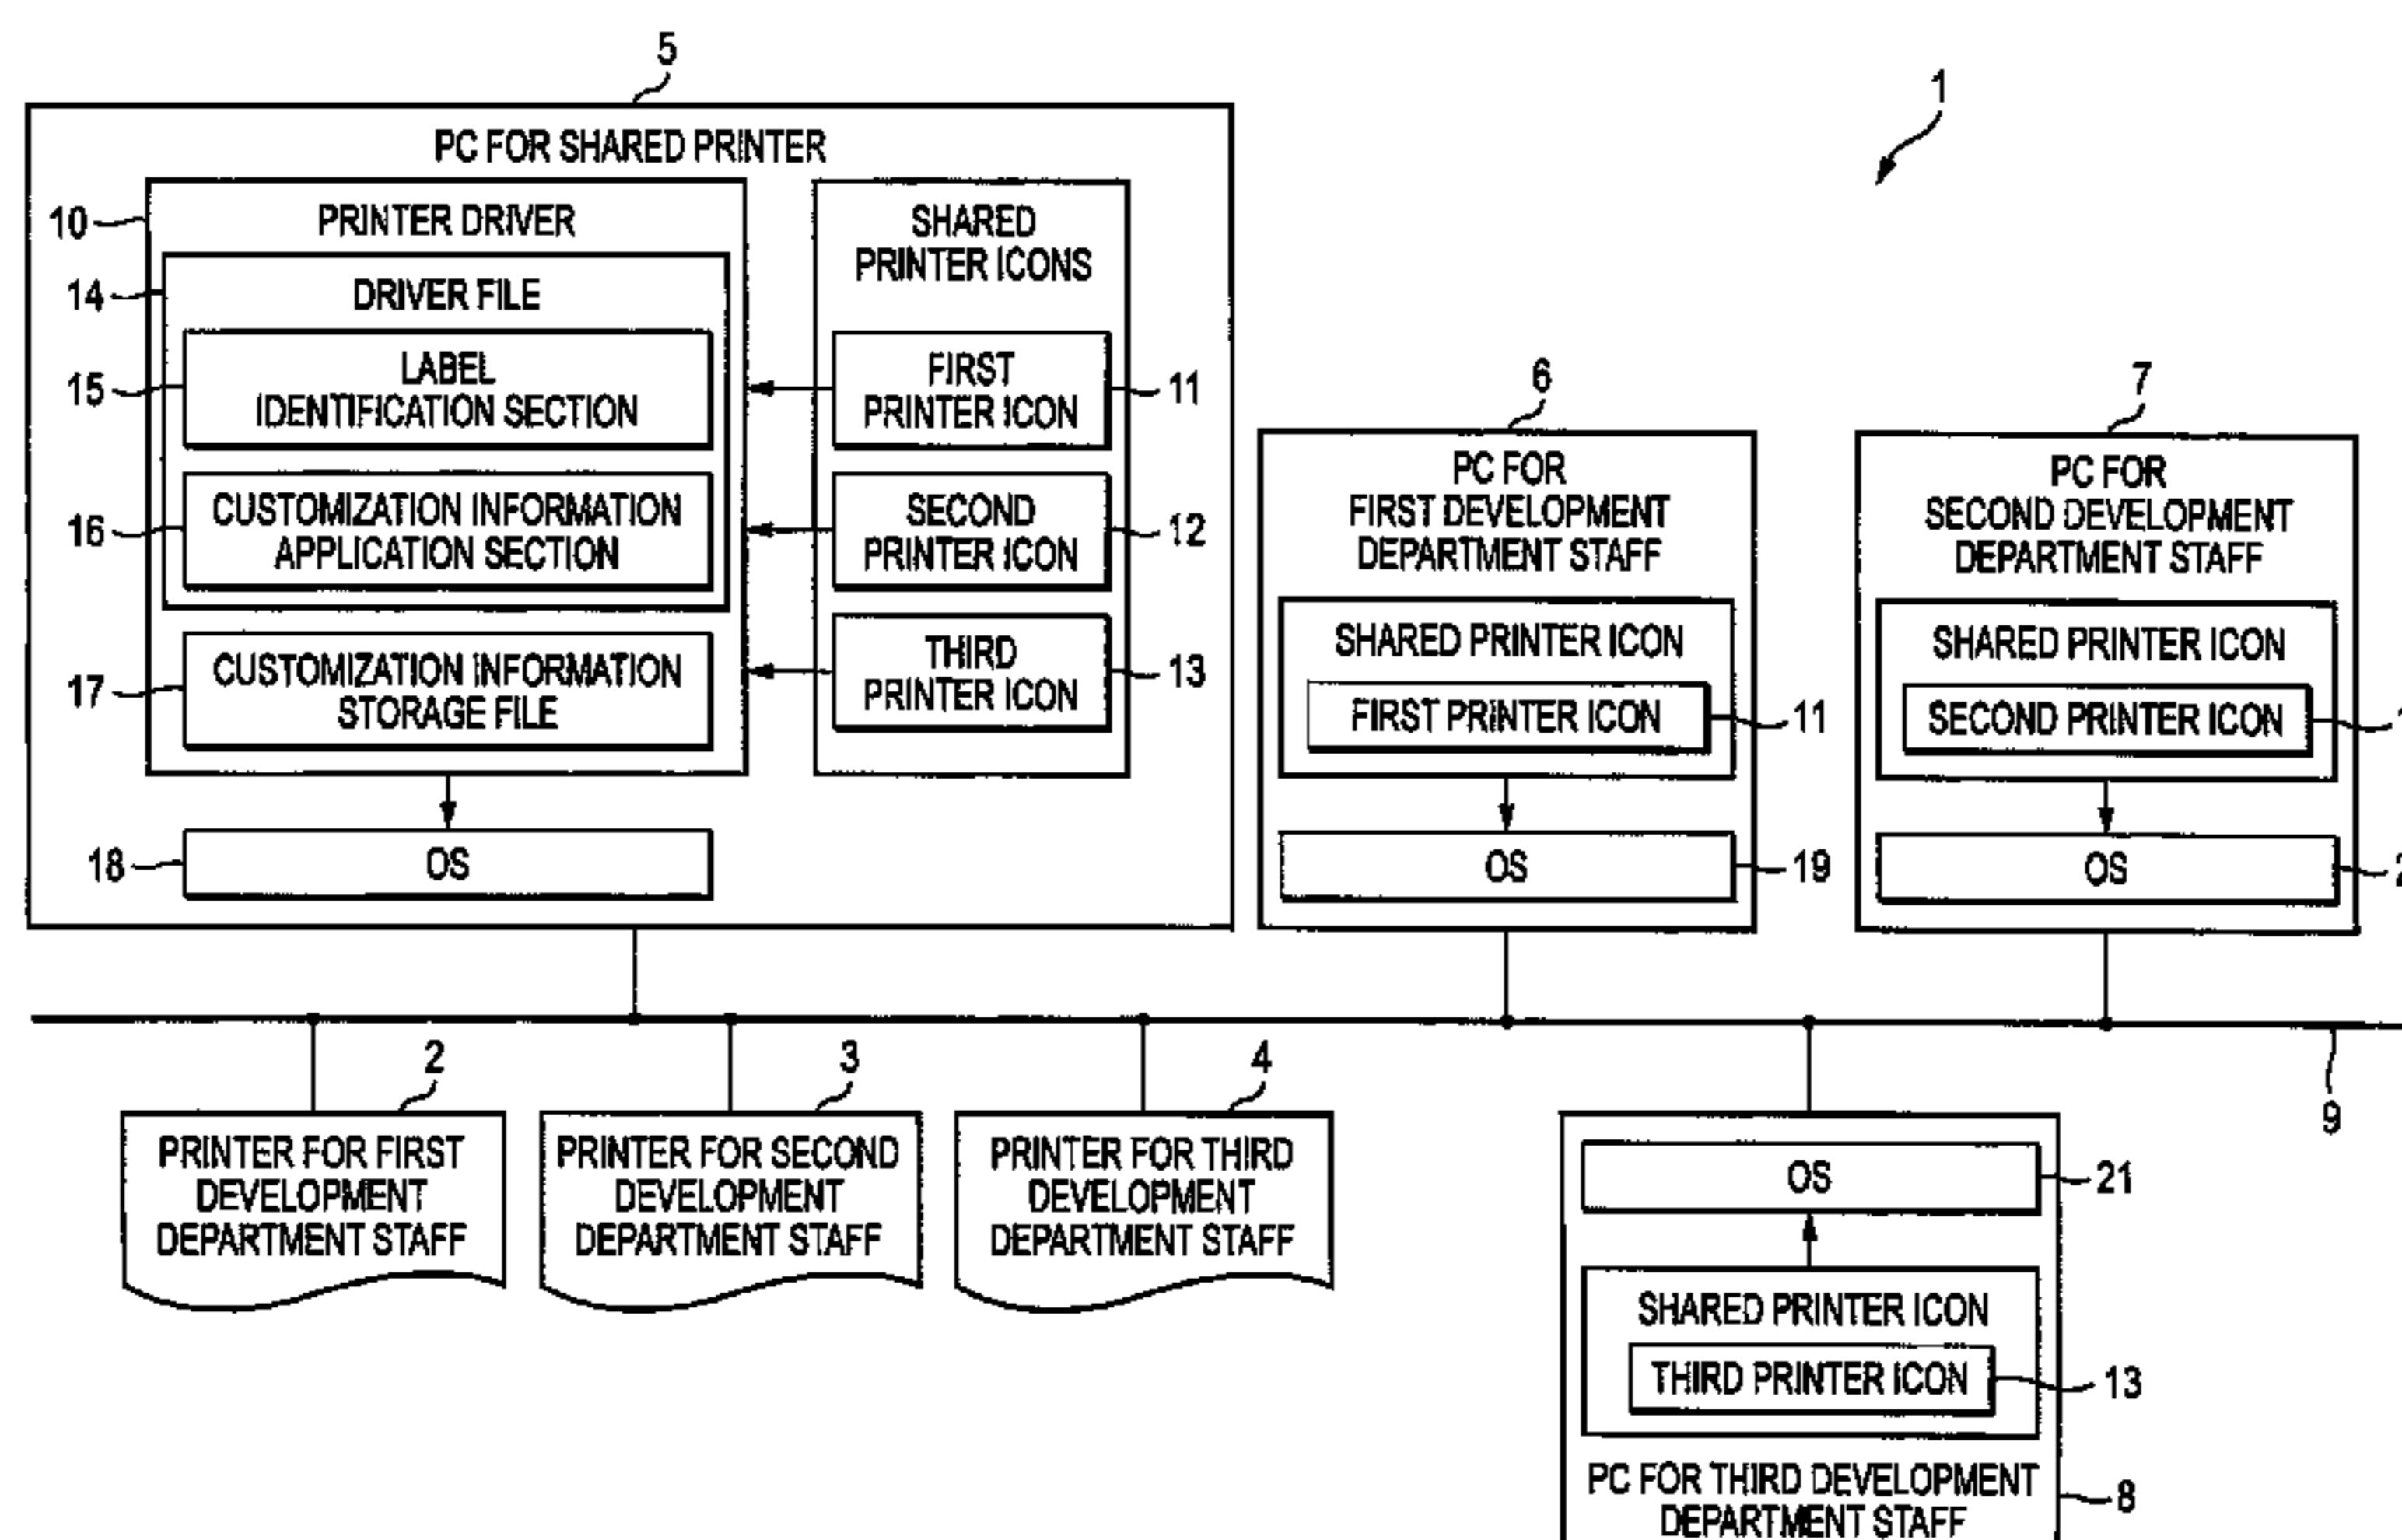 5
1
PC FOR SHARED PRINTER
10
PRINTER DRIVER
SHARED
PRINTER ICONS
14
DRIVER FILE
15
LABEL
IDENTIFICATION SECTION
FIRST
PRINTER ICON
11
16
CUSTOMIZATION INFORMATION
APPLICATION SECTION
SECOND
PRINTER ICON
12
17
CUSTOMIZATION INFORMATION
STORAGE FILE
THIRD
PRINTER ICON
13
18
OS
6
PC FOR
FIRST DEVELOPMENT
DEPARTMENT STAFF
SHARED PRINTER ICON
FIRST PRINTER ICON
11
OS
19
7
PC FOR
SECOND DEVELOPMENT
DEPARTMENT STAFF
SHARED PRINTER ICON
SECOND PRINTER ICON
OS
9
2
PRINTER FOR FIRST
DEVELOPMENT
DEPARTMENT STAFF
3
PRINTER FOR SECOND
DEVELOPMENT
DEPARTMENT STAFF
4
PRINTER FOR THIRD
DEVELOPMENT
DEPARTMENT STAFF
OS
21
SHARED PRINTER ICON
THIRD PRINTER ICON
13
PC FOR THIRD DEVELOPMENT
DEPARTMENT STAFF
8